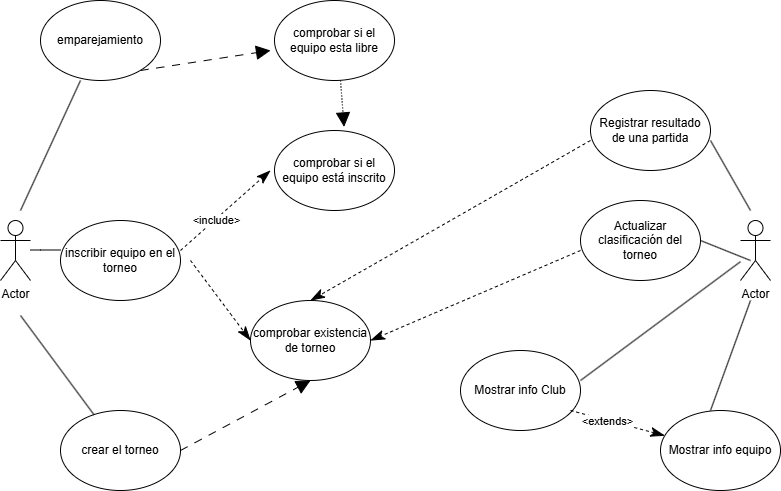 emparejamiento
comprobar si el
equipo esta libre
Registrar resultado
de una partida
comprobar si el
equipo está inscrito
<include>
Actualizar
clasificación del
torneo
inscribir equipo en el
torneo
Actor
Actor
comprobar existencia
de torneo
Mostrar info Club
<extends>
crear el torneo
Mostrar info equipo